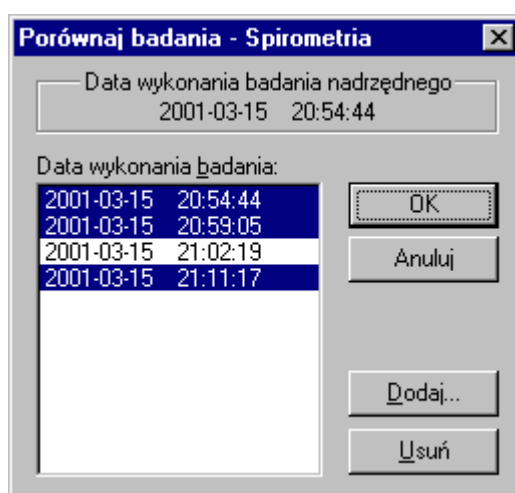 Porównaj badania - Spirometria
Data wykonania badania nadrzędnego
2001-03-15 20:54:44
Data wykonania badania:
2001-03-15 20:54:44
2001-03-15 20:59:05
2001-03-15 21:02:19
2001-03-15 21:11:17
OK
Anuluj
Dodaj...
Usuń